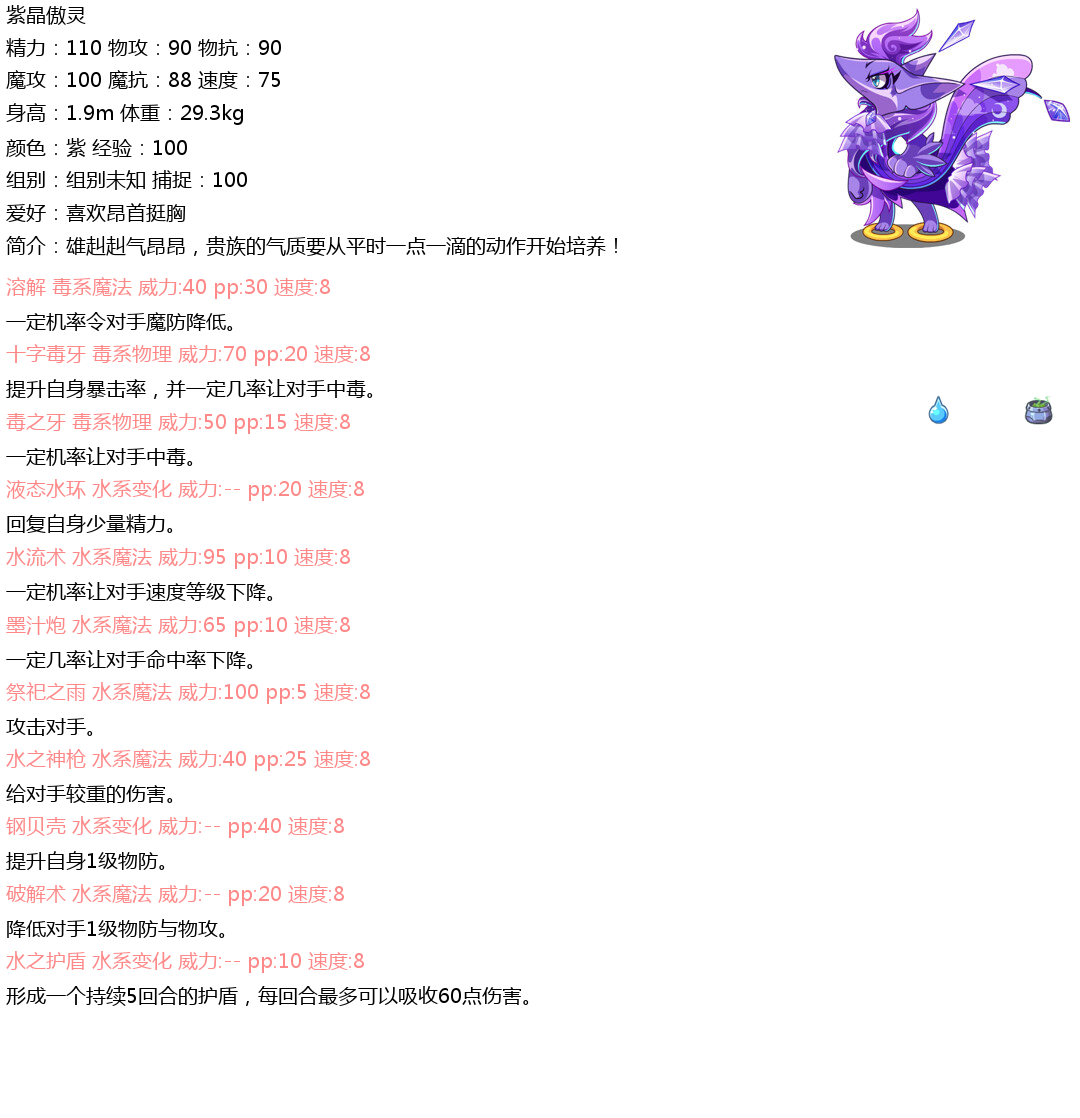 紫晶傲灵
精力：110 物攻：90 物抗：90
魔攻：100 魔抗：88 速度：75
身高：1.9m 体重：29.3kg
颜色：紫 经验：100
组别：组别未知 捕捉：100
爱好：喜欢昂首挺胸
简介：雄赳赳气昂昂，贵族的气质要从平时一点一滴的动作开始培养！
溶解 毒系魔法 威力:40 pp:30 速度:8
一定机率令对手魔防降低。
十字毒牙 毒系物理 威力:70 pp:20 速度:8
提升自身暴击率，并一定几率让对手中毒。
毒之牙 毒系物理 威力:50 pp:15 速度:8
一定机率让对手中毒。
液态水环 水系变化 威力:-- pp:20 速度:8
回复自身少量精力。
水流术 水系魔法 威力:95 pp:10 速度:8
一定机率让对手速度等级下降。
墨汁炮 水系魔法 威力:65 pp:10 速度:8
一定几率让对手命中率下降。
祭祀之雨 水系魔法 威力:100 pp:5 速度:8
攻击对手。
水之神枪 水系魔法 威力:40 pp:25 速度:8
给对手较重的伤害。
钢贝壳 水系变化 威力:-- pp:40 速度:8
提升自身1级物防。
破解术 水系魔法 威力:-- pp:20 速度:8
降低对手1级物防与物攻。
水之护盾 水系变化 威力:-- pp:10 速度:8
形成一个持续5回合的护盾，每回合最多可以吸收60点伤害。